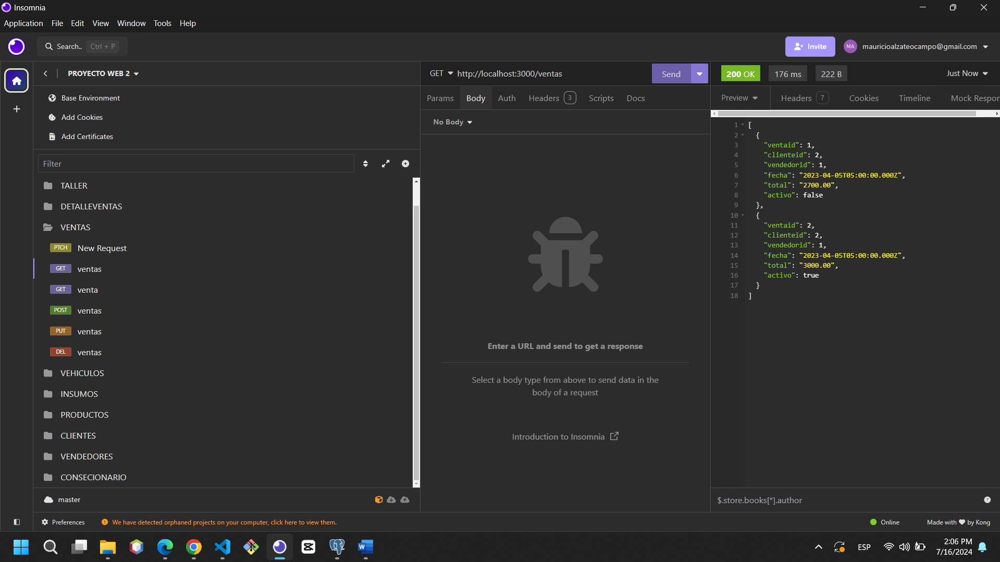 Insomnia
Application File Edit View Window Tools Help
Search.. Ctrl + P
Invite
MA
mauricioalzateocampo@gmail.com
PROYECTO WEB 2
Base Environment
Add Cookies
Add Certificates
Filter
TALLER
DETALLEVENTAS
VENTAS
PTCH New Request
GET ventas
GET venta
POST ventas
PUT ventas
DEL ventas
VEHICULOS
INSUMOS
PRODUCTOS
CLIENTES
VENDEDORES
CONSECIONARIO
master
GET http://localhost:3000/ventas
Send
Params Body Auth Headers 3 Scripts Docs
No Body
Enter a URL and send to get a response
Select a body type from above to send data in the
body of a request
Introduction to Insomnia
200 OK 176 ms 222 B Just Now
Preview Headers 7 Cookies Timeline Mock Respor
1 [
2 {
3 "ventaid": 1,
4 "clienteid": 2,
5 "vendedorid": 1,
6 "fecha": "2023-04-05T05:00:00.000Z",
7 "total": "2700.00",
8 "activo": false
9 },
10 {
11 "ventaid": 2,
12 "clienteid": 2,
13 "vendedorid": 1,
14 "fecha": "2023-04-05T05:00:00.000Z",
15 "total": "3000.00",
16 "activo": true
17 }
18 ]
$.store.books[*].author
Preferences
We have detected orphaned projects on your computer, click here to view them.
Online
Made with ❤ by Kong
ESP
2:06 PM
7/16/2024